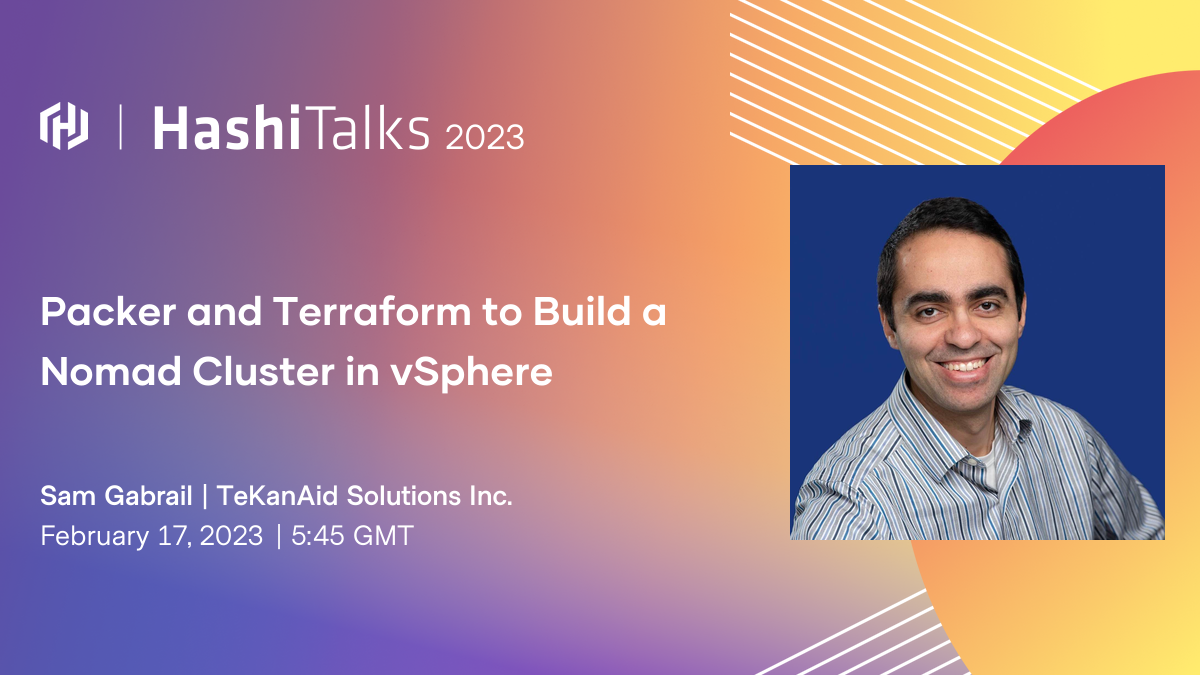 HashiTalks 2023
Packer and Terraform to Build a
Nomad Cluster in vSphere
Sam Gabrail | TeKanAid Solutions Inc.
February 17, 2023 | 5:45 GMT